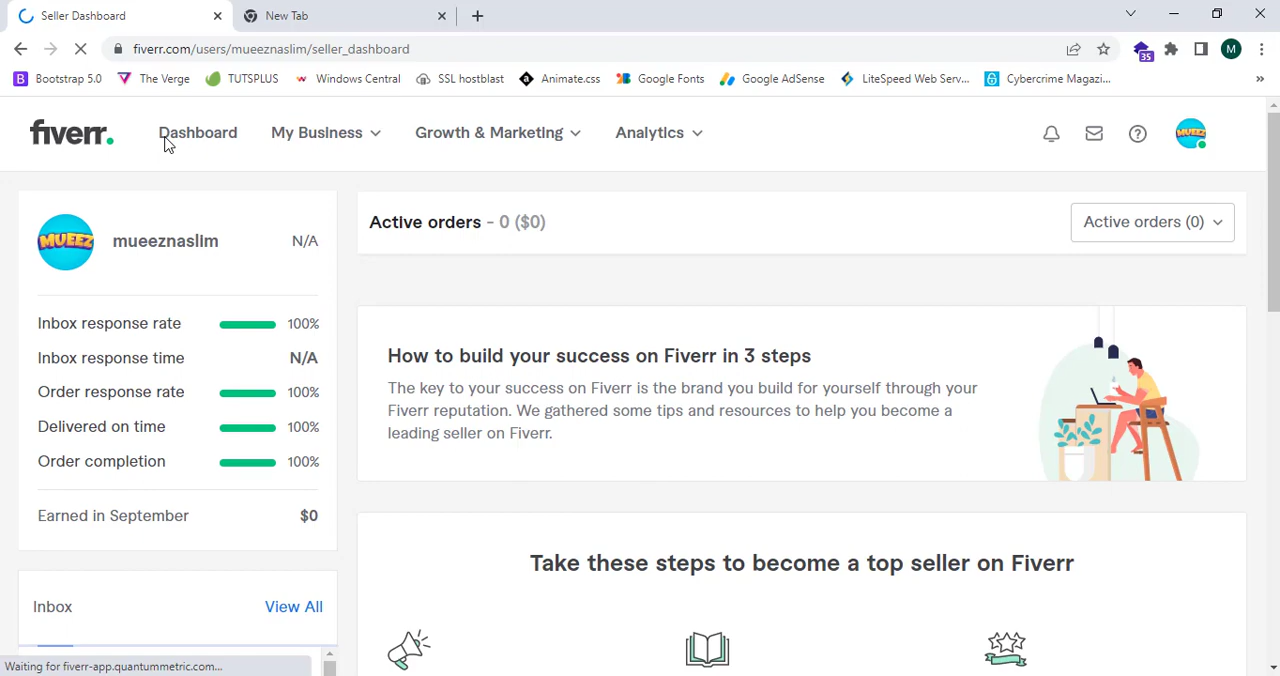 Seller Dashboard
New Tab
fiverr.com/users/mueeznaslim/seller_dashboard
35
M
Bootstrap 5.0 The Verge TUTSPLUS Windows Central SSL hostblast Animate.css Google Fonts Google AdSense LiteSpeed Web Serv... Cybercrime Magazi...
fiverr. Dashboard My Business Growth & Marketing Analytics
MUEEZ
MUEEZ mueeznaslim N/A
Active orders - 0 ($0) Active orders (0)
Inbox response rate 100%
Inbox response time N/A
Order response rate 100%
Delivered on time 100%
Order completion 100%
Earned in September $0
How to build your success on Fiverr in 3 steps
The key to your success on Fiverr is the brand you build for yourself through your
Fiverr reputation. We gathered some tips and resources to help you become a
leading seller on Fiverr.
Take these steps to become a top seller on Fiverr
Inbox View All
Waiting for fiverr-app.quantummetric.com...